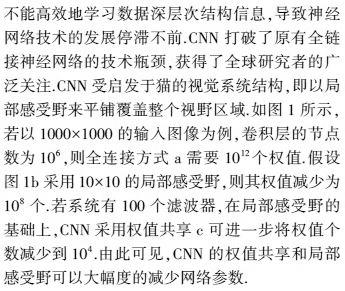 不能高效地学习数据深层次结构信息,导致神经
网络技术的发展停滞不前.CNN 打破了原有全链
接神经网络的技术瓶颈,获得了全球研究者的广
泛关注.CNN 受启发于猫的视觉系统结构,即以局
部感受野来平铺覆盖整个视野区域.如图 1 所示,
若以 1000×1000 的输入图像为例,卷积层的节点
数为 10⁶,则全连接方式 a 需要 10¹²个权值.假设
图 1b 采用 10×10 的局部感受野,则其权值减少为
10⁸ 个.若系统有 100 个滤波器,在局部感受野的
基础上,CNN 采用权值共享 c 可进一步将权值个
数减少到 10⁴.由此可见,CNN 的权值共享和局部
感受野可以大幅度的减少网络参数.